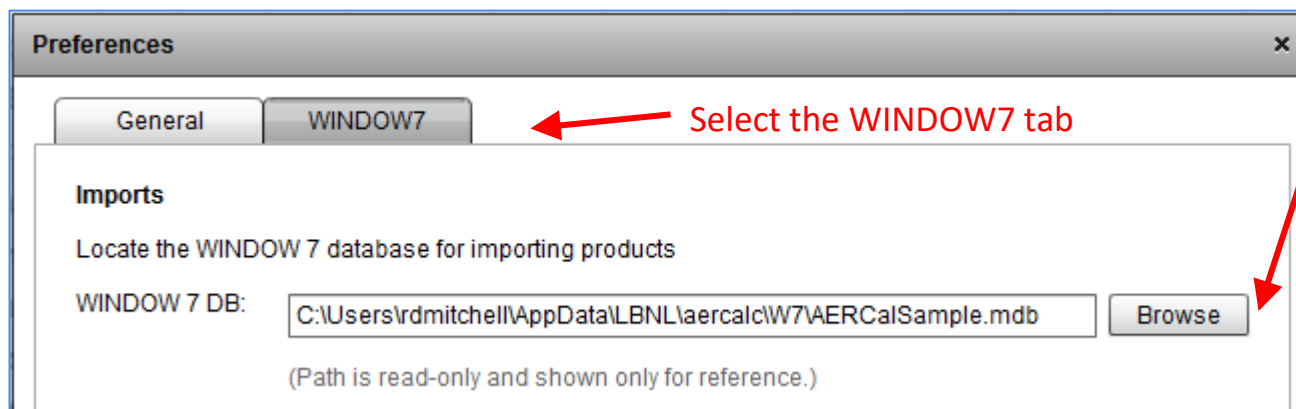 Preferences ×
General WINDOW7 Select the WINDOW7 tab
Imports
Locate the WINDOW 7 database for importing products
WINDOW 7 DB: C:\Users\rdmitchell\AppData\LBNL\aercalc\W7\AERCalSample.mdb Browse
(Path is read-only and shown only for reference.)